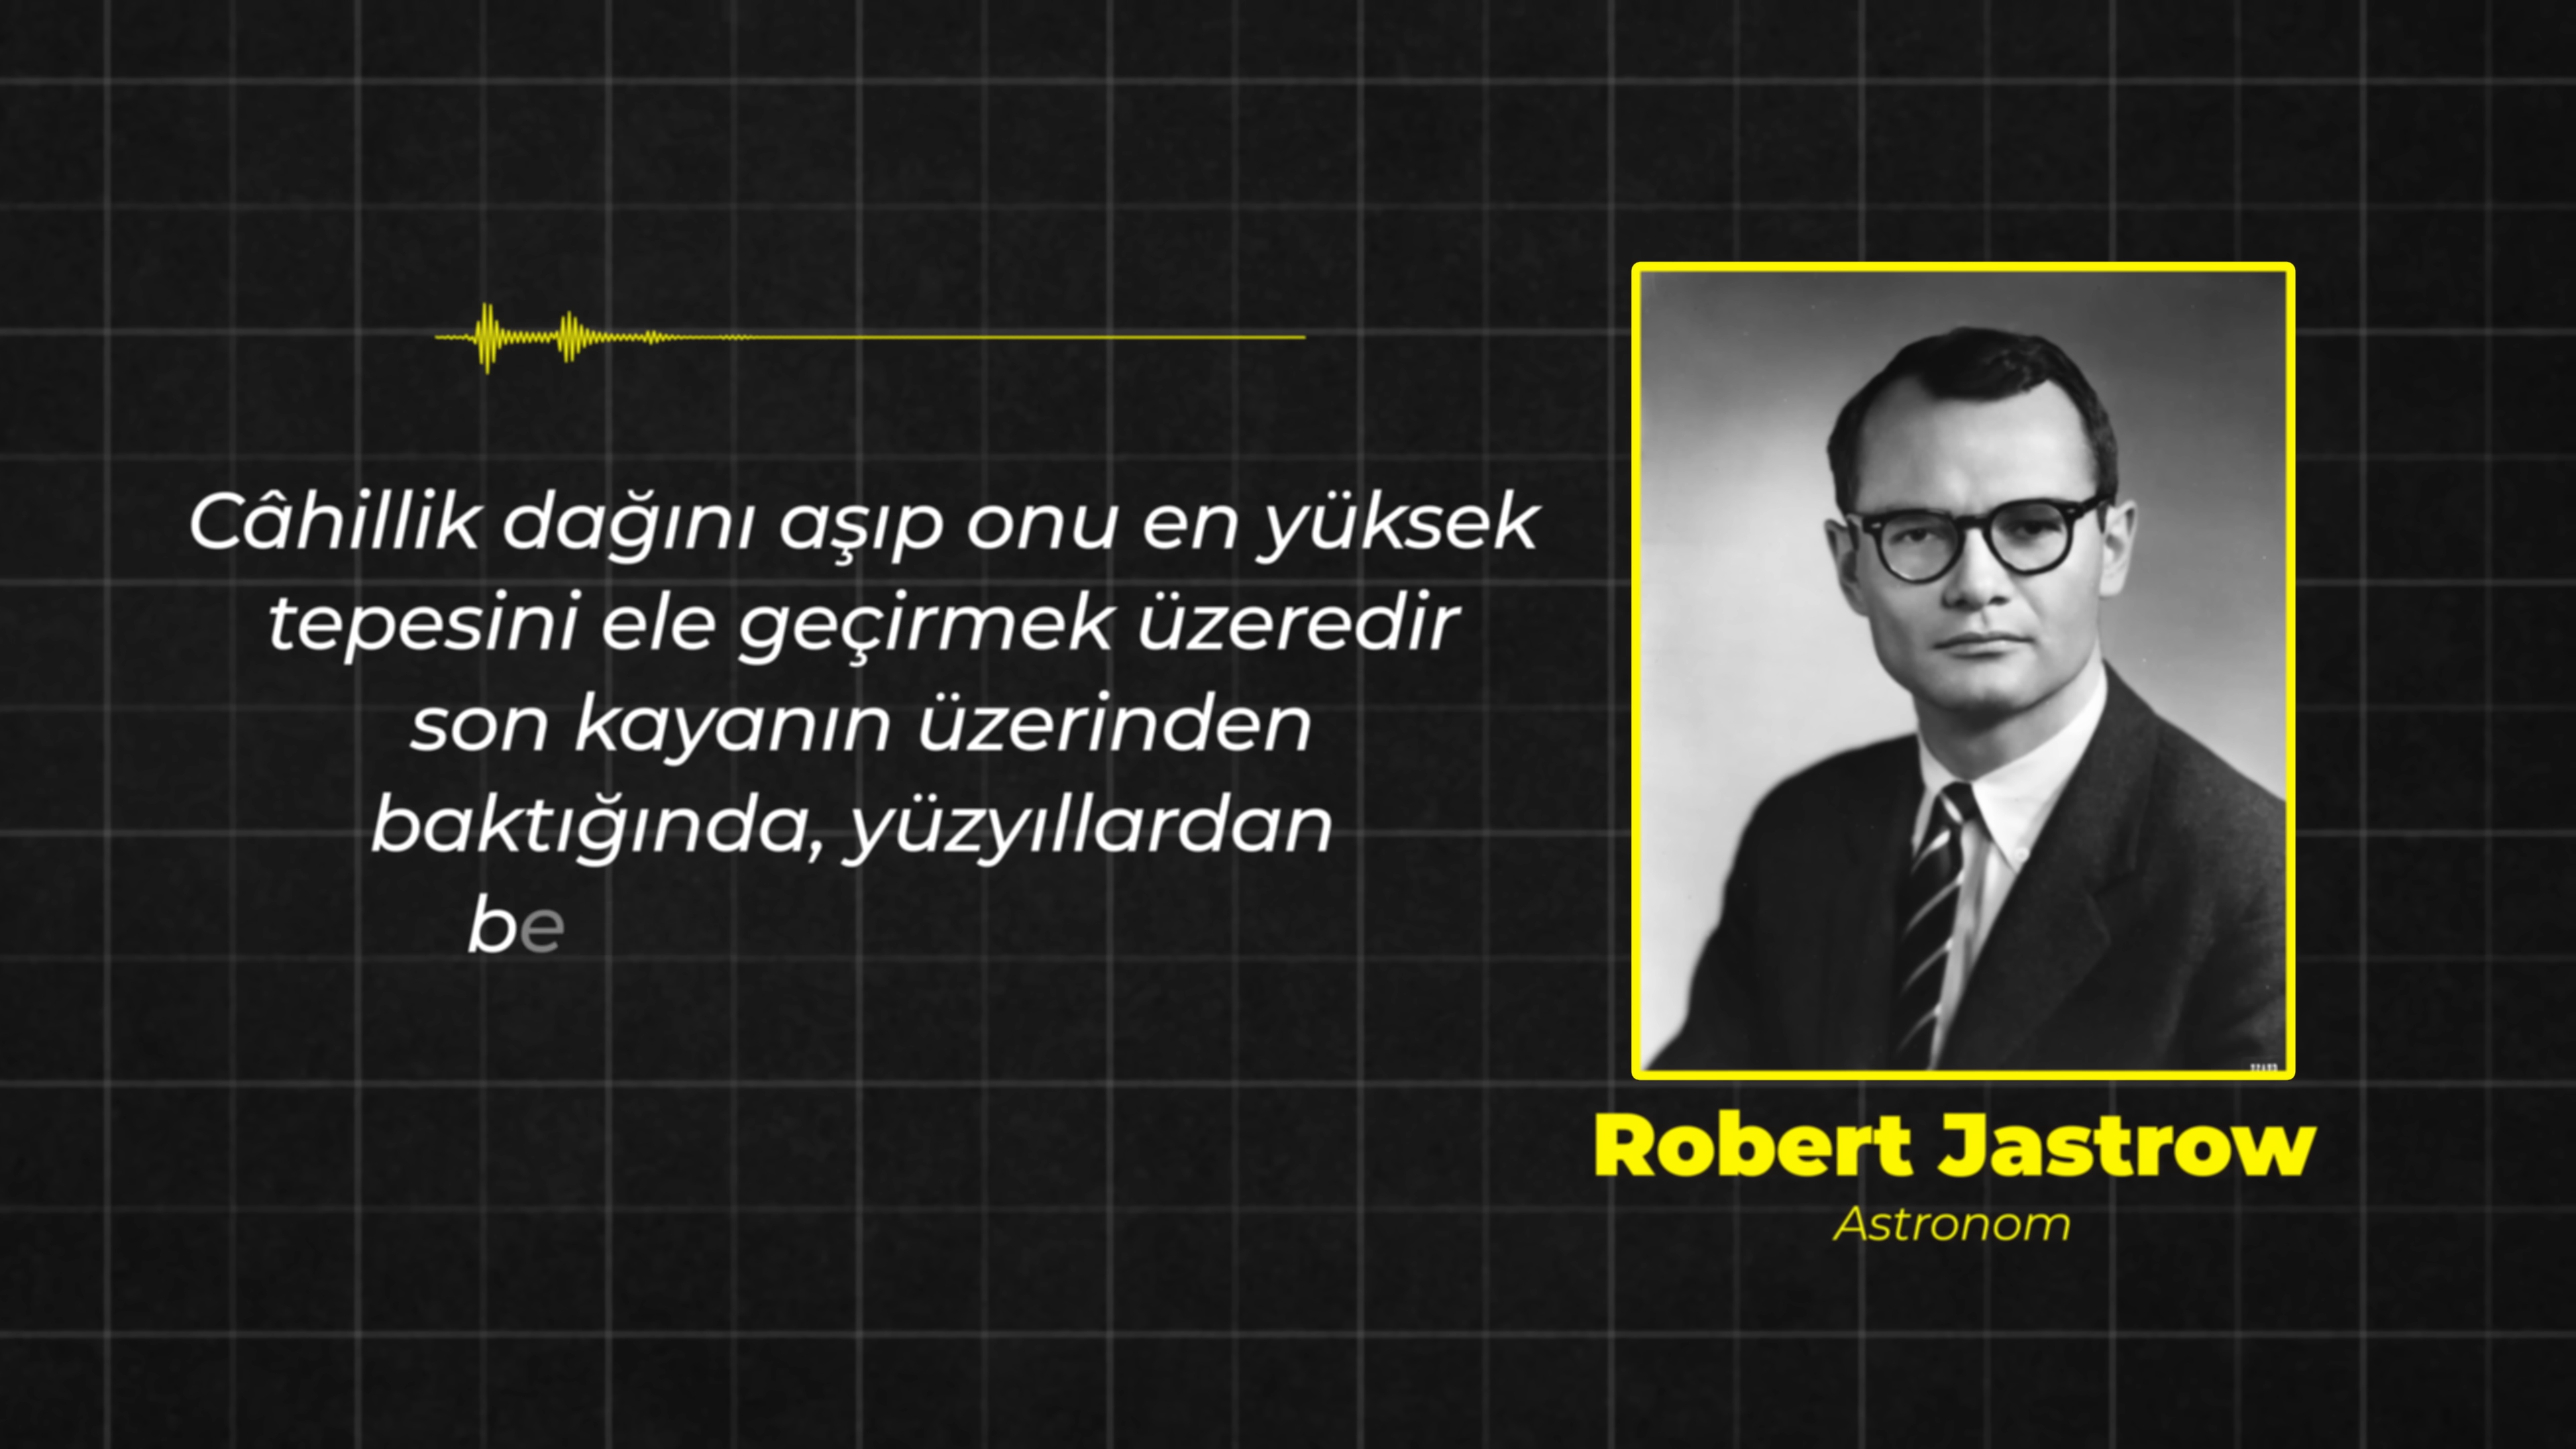 Câhillik dağını aşıp onu en yüksek
tepesini ele geçirmek üzeredir
son kayanın üzerinden
baktığında, yüzyıllardan
be
Robert Jastrow
Astronom